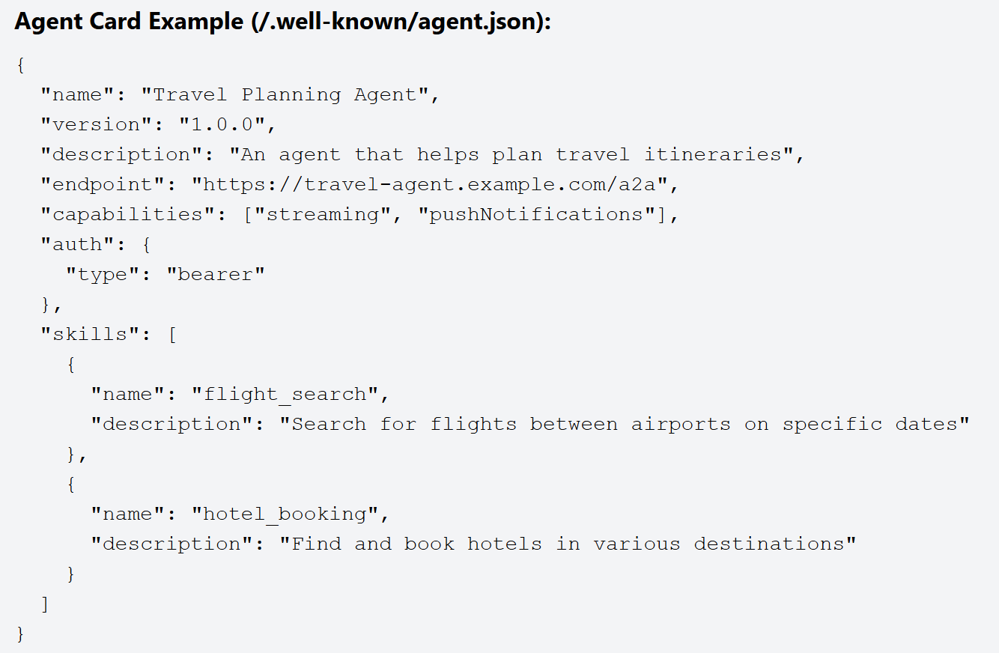 Agent Card Example (/.well-known/agent.json):
{
  "name": "Travel Planning Agent",
  "version": "1.0.0",
  "description": "An agent that helps plan travel itineraries",
  "endpoint": "https://travel-agent.example.com/a2a",
  "capabilities": ["streaming", "pushNotifications"],
  "auth": {
    "type": "bearer"
  },
  "skills": [
    {
      "name": "flight_search",
      "description": "Search for flights between airports on specific dates"
    },
    {
      "name": "hotel_booking",
      "description": "Find and book hotels in various destinations"
    }
  ]
}